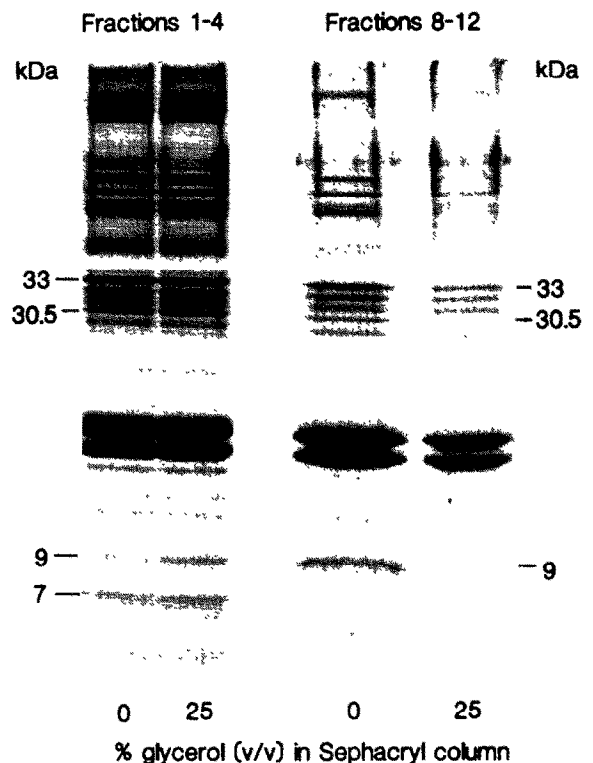 Fractions 1-4 Fractions 8-12
kDa kDa
33 33
30.5 30.5
9 9
7
0 25 0 25
% glycerol (v/v) in Sephacryl column